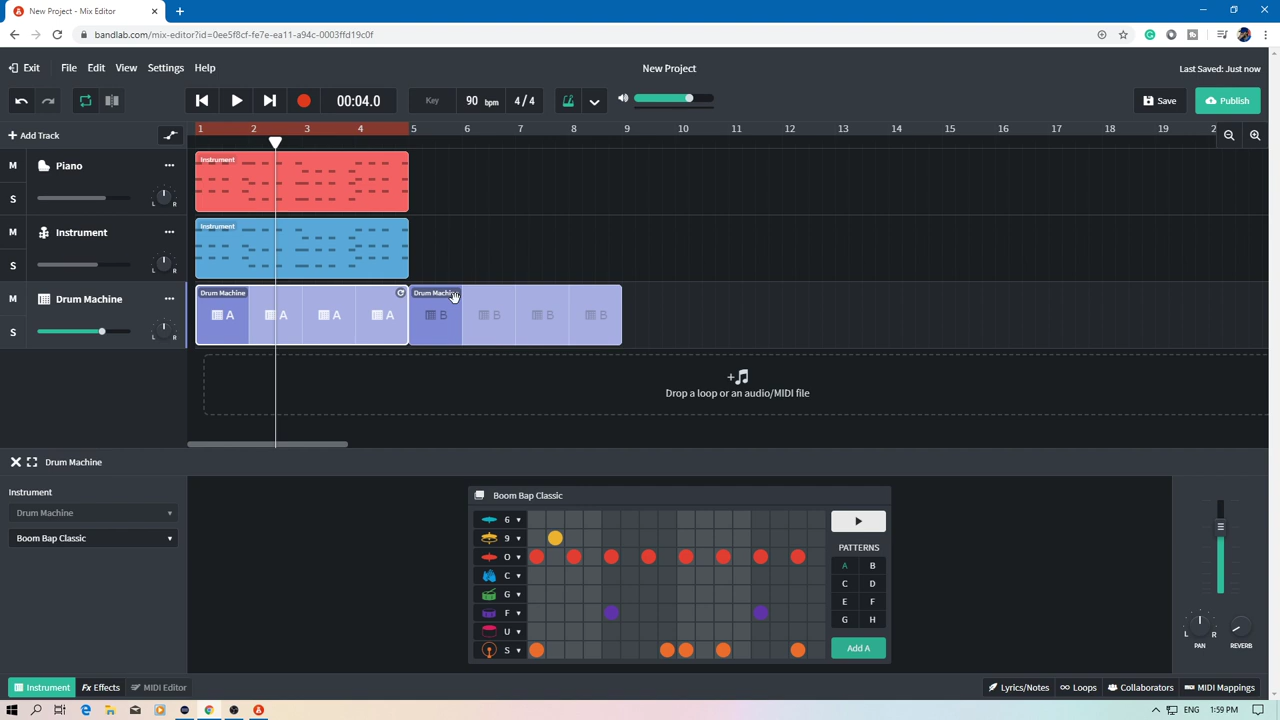 New Project - Mix Editor
bandlab.com/mix-editor?id=0ee5f8cf-fe7e-ea11-a94c-0003ffd19c0f
Exit File Edit View Settings Help New Project Last Saved: Just now
00:04.0 Key 90 bpm 4/4 Save Publish
Add Track 1 2 3 4 5 6 7 8 9 10 11 12 13 14 15 16 17 18 19 2
M Piano Instrument
S L R
M Instrument Instrument
S L R
M Drum Machine Drum Machine Drum Machine
A A A A B B B B
S L R
Drop a loop or an audio/MIDI file
Drum Machine
Instrument
Drum Machine
Boom Bap Classic
Boom Bap Classic
6
9
O
C
G
F
U
S
PATTERNS
A B
C D
E F
G H
Add A
L R
PAN REVERB
Instrument Fx Effects MIDI Editor Lyrics/Notes Loops Collaborators MIDI Mappings
ENG 1:59 PM